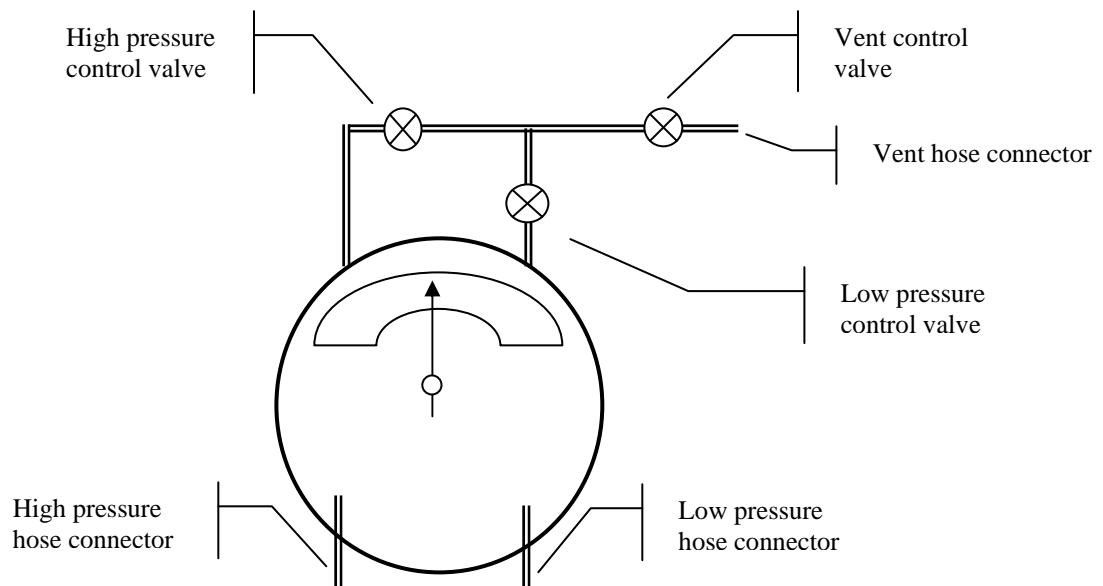 High pressure
control valve
Vent control
valve
Vent hose connector
Low pressure
control valve
High pressure
hose connector
Low pressure
hose connector